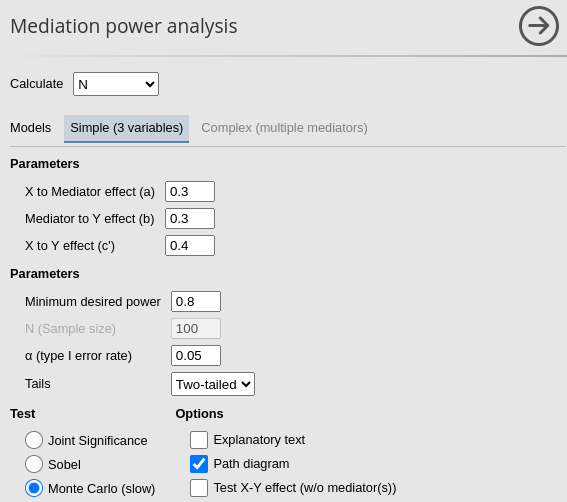 Mediation power analysis
Calculate N
Models Simple (3 variables) Complex (multiple mediators)
Parameters
X to Mediator effect (a) 0.3
Mediator to Y effect (b) 0.3
X to Y effect (c') 0.4
Parameters
Minimum desired power 0.8
N (Sample size) 100
α (type I error rate) 0.05
Tails Two-tailed
Test Options
Joint Significance Explanatory text
Sobel Path diagram
Monte Carlo (slow) Test X-Y effect (w/o mediator(s))